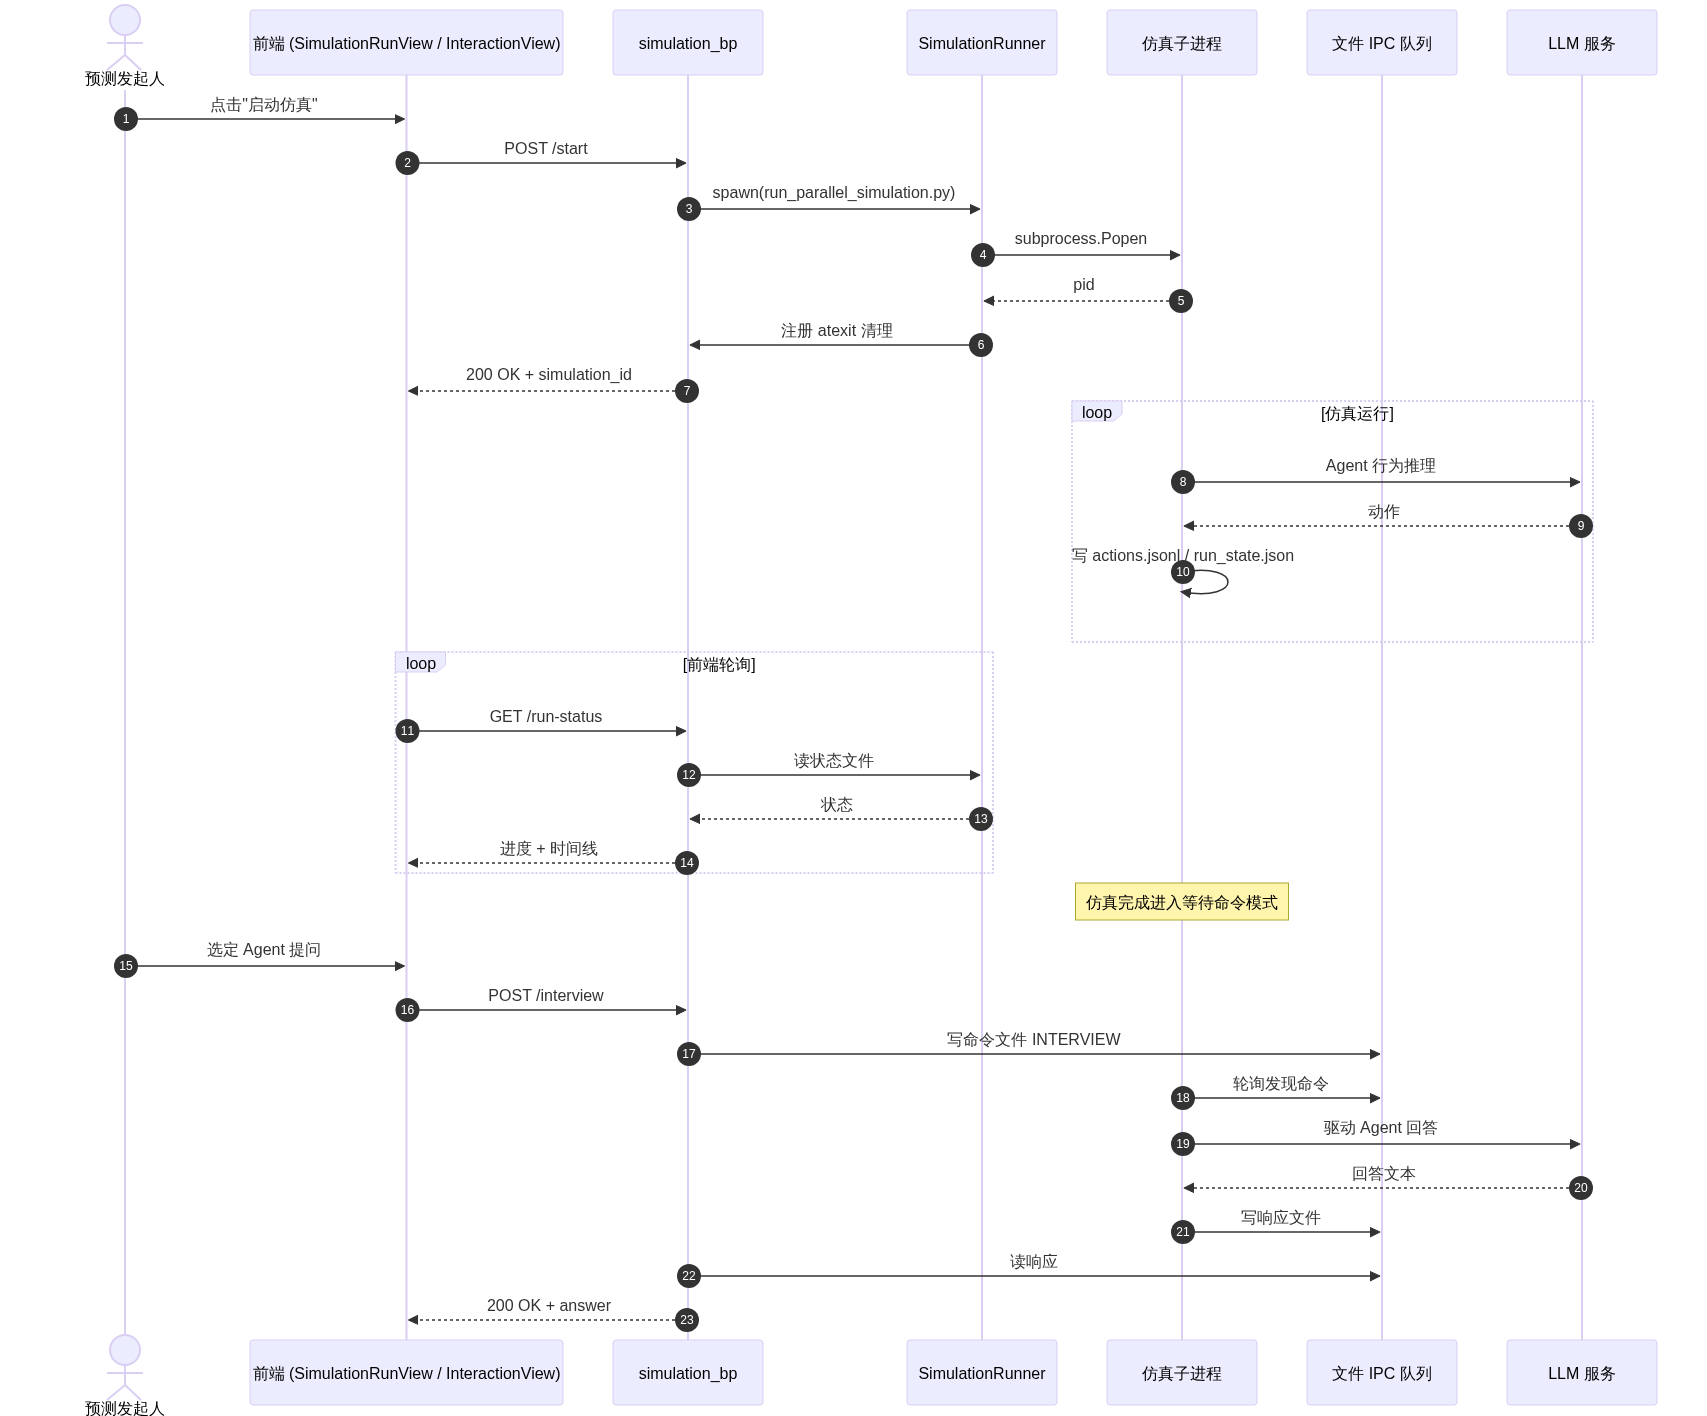 前端 (SimulationRunView / InteractionView)
simulation_bp
SimulationRunner
仿真子进程
文件 IPC 队列
LLM 服务
预测发起人
点击"启动仿真"
1
POST /start
2
spawn(run_parallel_simulation.py)
3
subprocess.Popen
4
pid
5
注册 atexit 清理
6
200 OK + simulation_id
7
loop
[仿真运行]
Agent 行为推理
8
动作
9
写 actions.jsonl / run_state.json
10
loop
[前端轮询]
GET /run-status
11
读状态文件
12
状态
13
进度 + 时间线
14
仿真完成进入等待命令模式
选定 Agent 提问
15
POST /interview
16
写命令文件 INTERVIEW
17
轮询发现命令
18
驱动 Agent 回答
19
回答文本
20
写响应文件
21
读响应
22
200 OK + answer
23
前端 (SimulationRunView / InteractionView)
simulation_bp
SimulationRunner
仿真子进程
文件 IPC 队列
LLM 服务
预测发起人